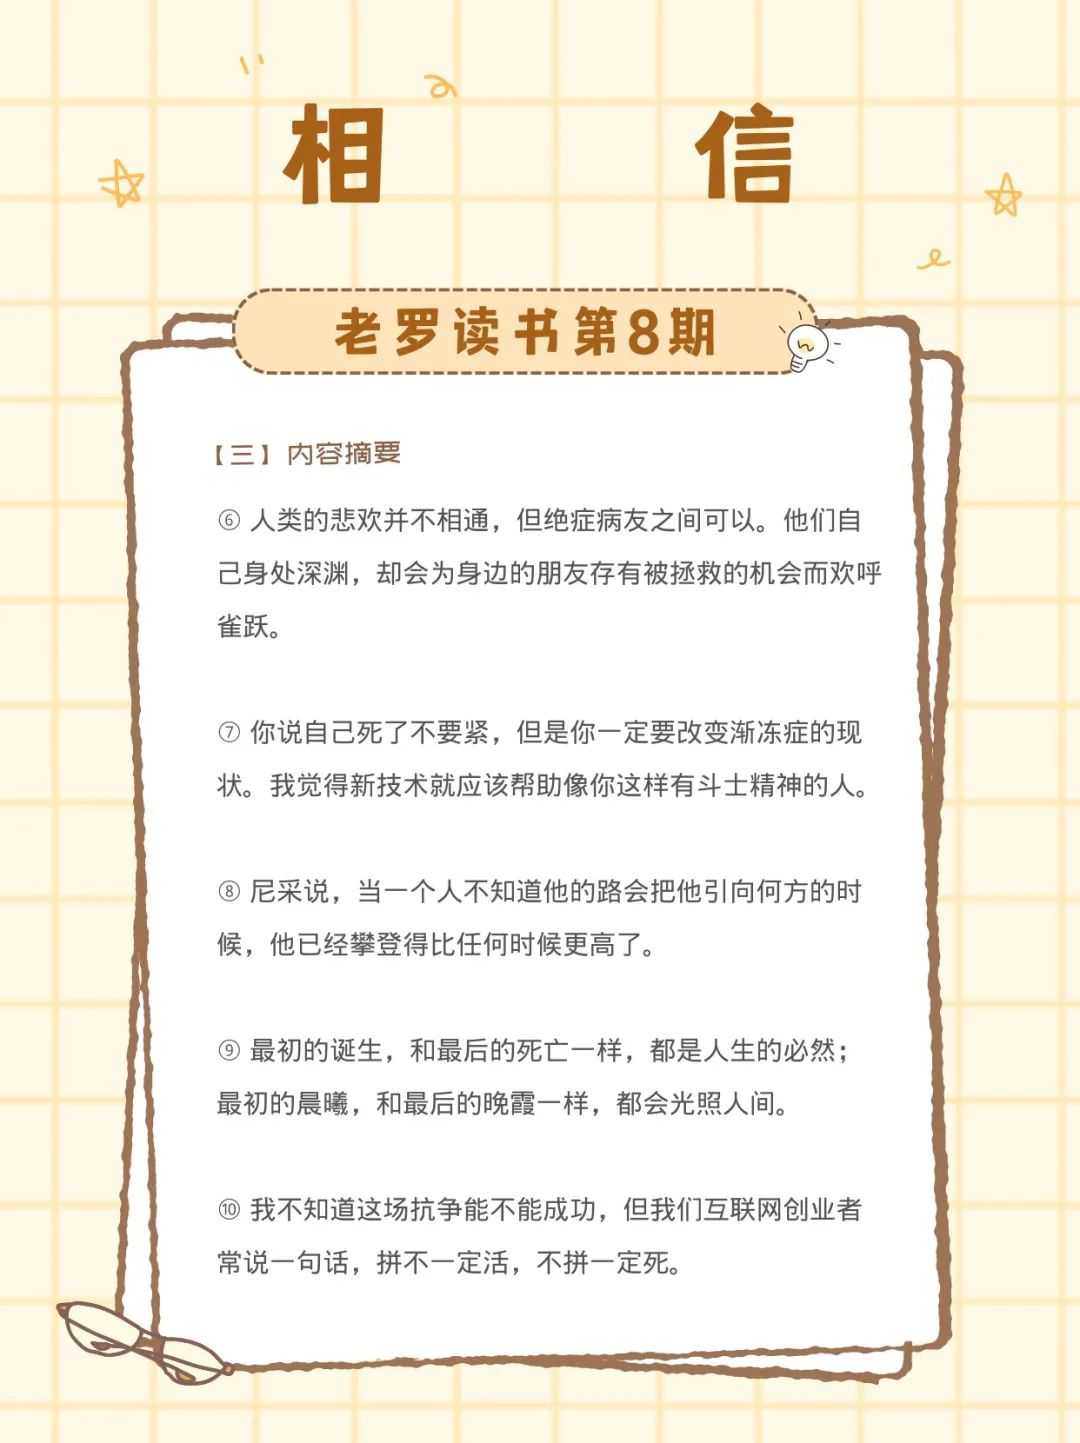 相 信
老罗读书第8期
【三】内容摘要
⑥ 人类的悲欢并不相通，但绝症病友之间可以。他们自
己身处深渊，却会为身边的朋友存有被拯救的机会而欢呼
雀跃。
⑦ 你说自己死了不要紧，但是你一定要改变渐冻症的现
状。我觉得新技术就应该帮助像你这样有斗士精神的人。
⑧ 尼采说，当一个人不知道他的路会把他引向何方的时
候，他已经攀登得比任何时候更高了。
⑨ 最初的诞生，和最后的死亡一样，都是人生的必然；
最初的晨曦，和最后的晚霞一样，都会光照人间。
⑩ 我不知道这场抗争能不能成功，但我们互联网创业者
常说一句话，拼不一定活，不拼一定死。